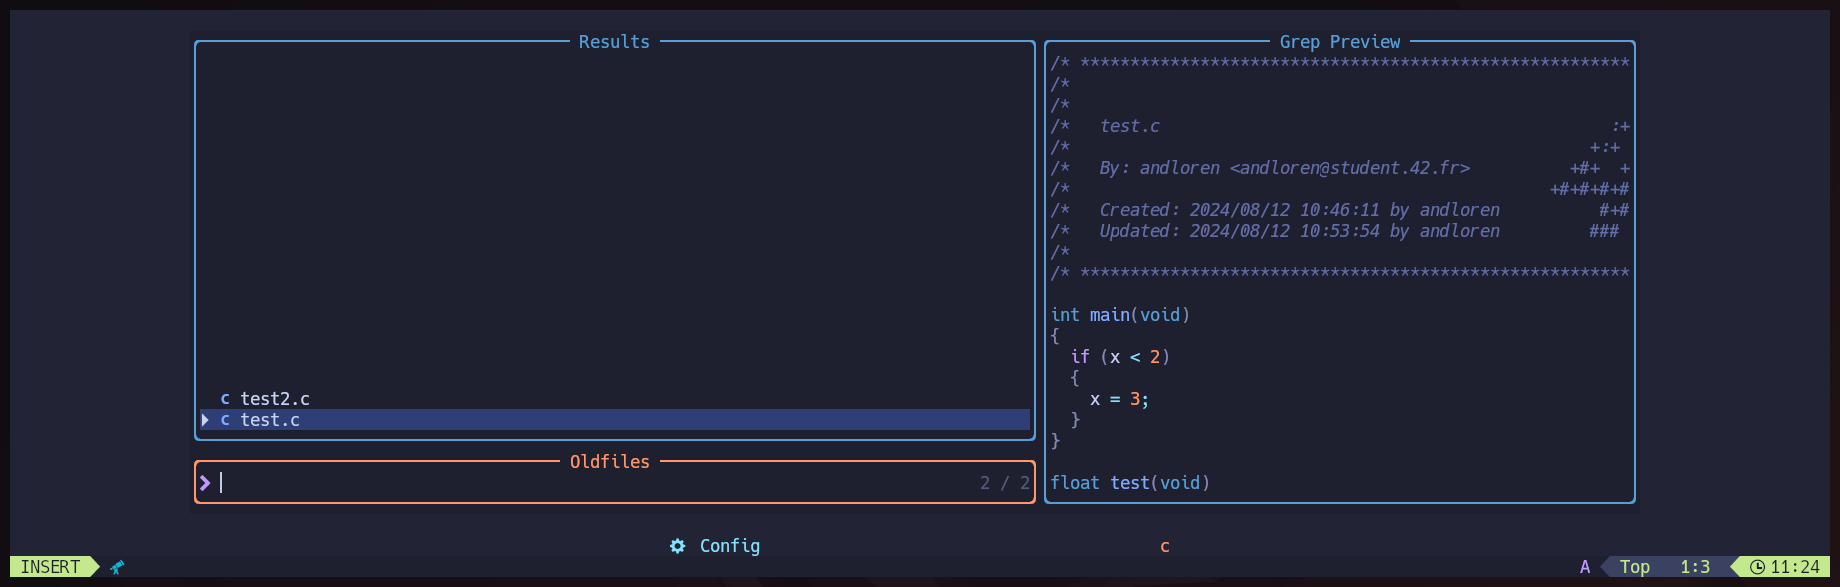 Results
test2.c
test.c
Oldfiles
2 / 2
Grep Preview
/* *******************************************************
/*
/*
/*   test.c                                             :+
/*                                                    +:+
/*   By: andloren <andloren@student.42.fr>          +#+  +
/*                                                +#+#+#+#
/*   Created: 2024/08/12 10:46:11 by andloren          #+#
/*   Updated: 2024/08/12 10:53:54 by andloren         ###
/*
/* *******************************************************
int main(void)
{
  if (x < 2)
  {
    x = 3;
  }
}
float test(void)
Config c
INSERT A Top 1:3 11:24